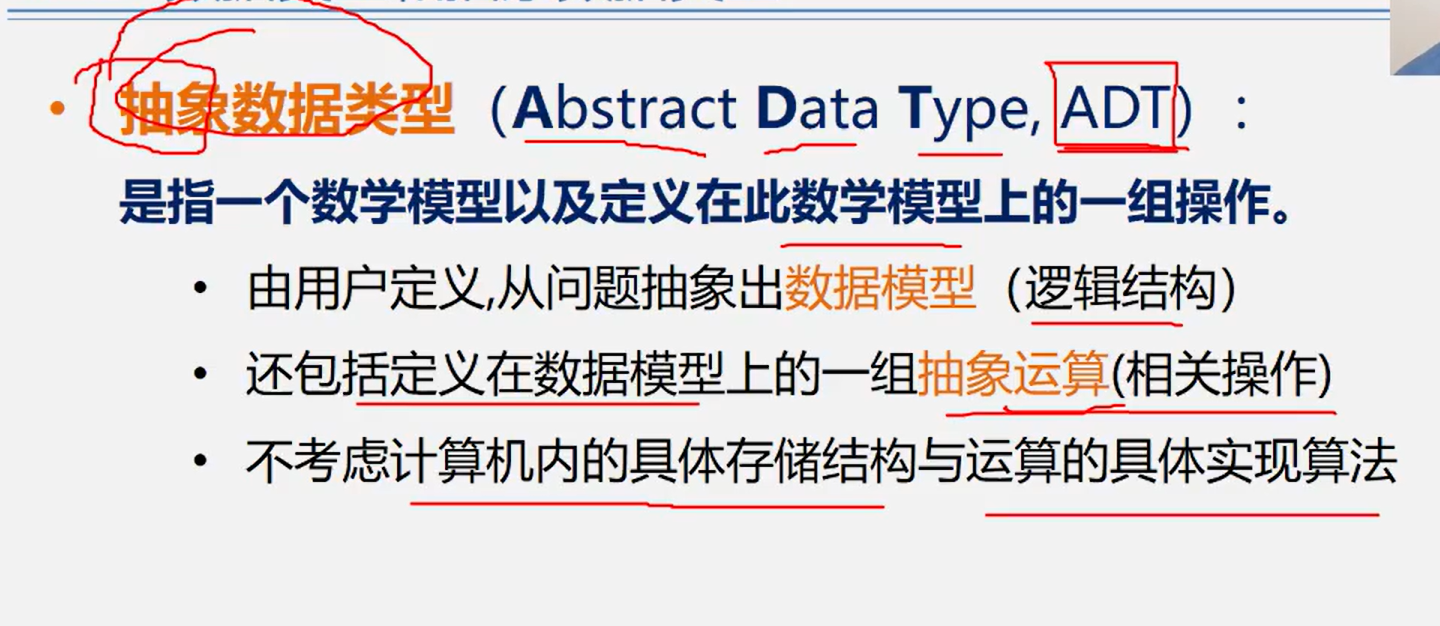 • 抽象数据类型（Abstract Data Type, ADT）：
是指一个数学模型以及定义在此数学模型上的一组操作。
• 由用户定义,从问题抽象出数据模型（逻辑结构）
• 还包括定义在数据模型上的一组抽象运算(相关操作)
• 不考虑计算机内的具体存储结构与运算的具体实现算法